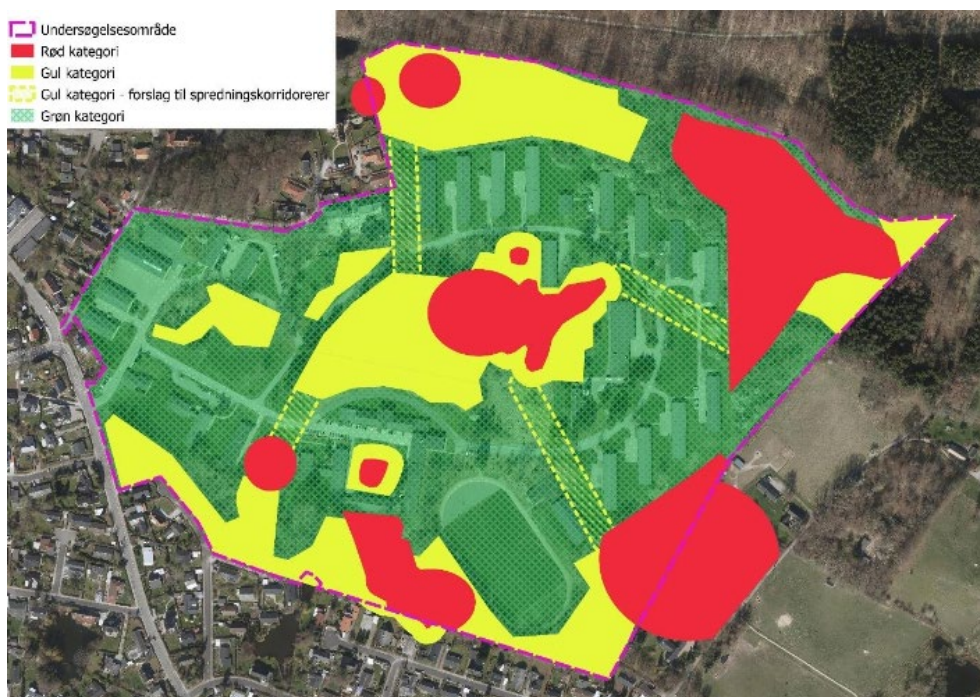 Undersøgelsesområde
Rød kategori
Gul kategori
Gul kategori - forslag til spredningskorridorerer
Grøn kategori